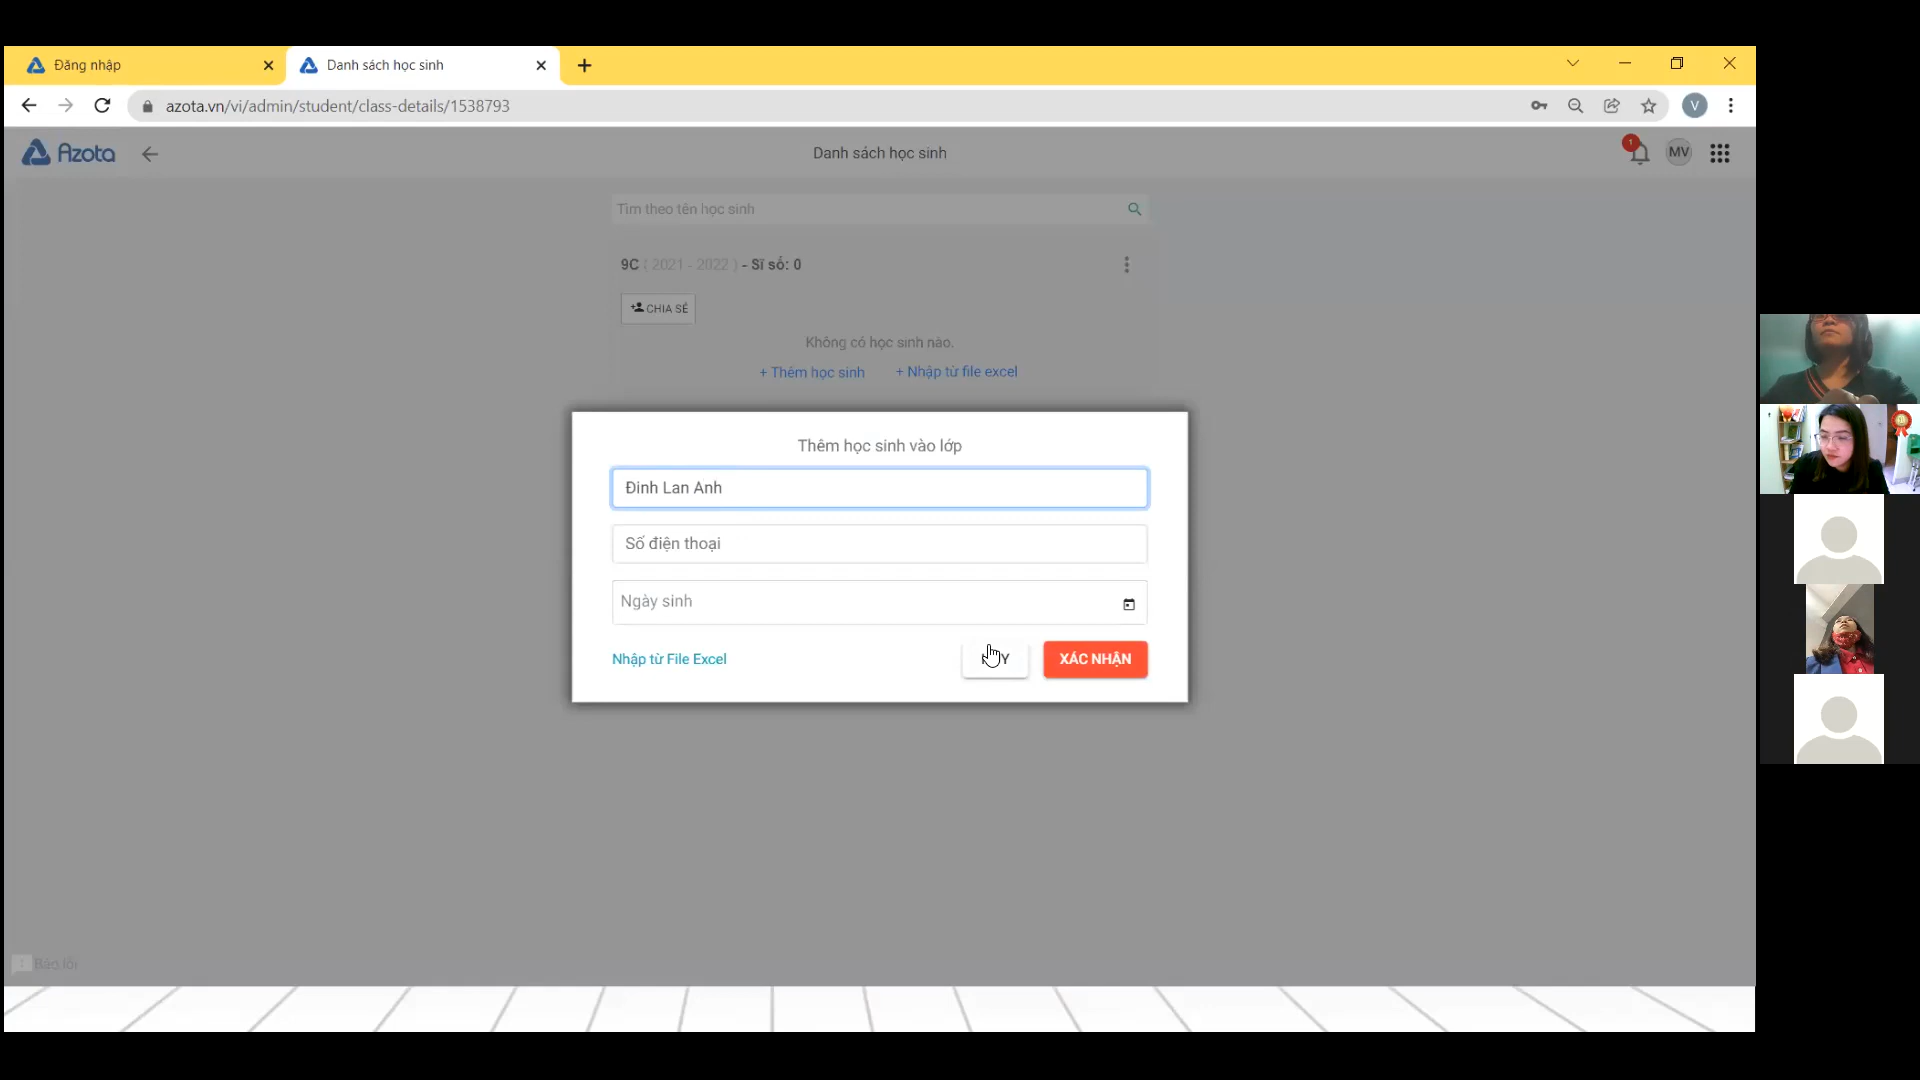 Đăng nhập
Danh sách học sinh
azota.vn/vi/admin/student/class-details/1538793
V
Azota
Danh sách học sinh
1
MV
Tìm theo tên học sinh
9C ( 2021 - 2022 ) - Sĩ số: 0
CHIA SẺ
Không có học sinh nào.
+ Thêm học sinh
+ Nhập từ file excel
Thêm học sinh vào lớp
Đinh Lan Anh
Số điện thoại
Ngày sinh
Nhập từ File Excel
XÁC NHẬN
Báo lỗi